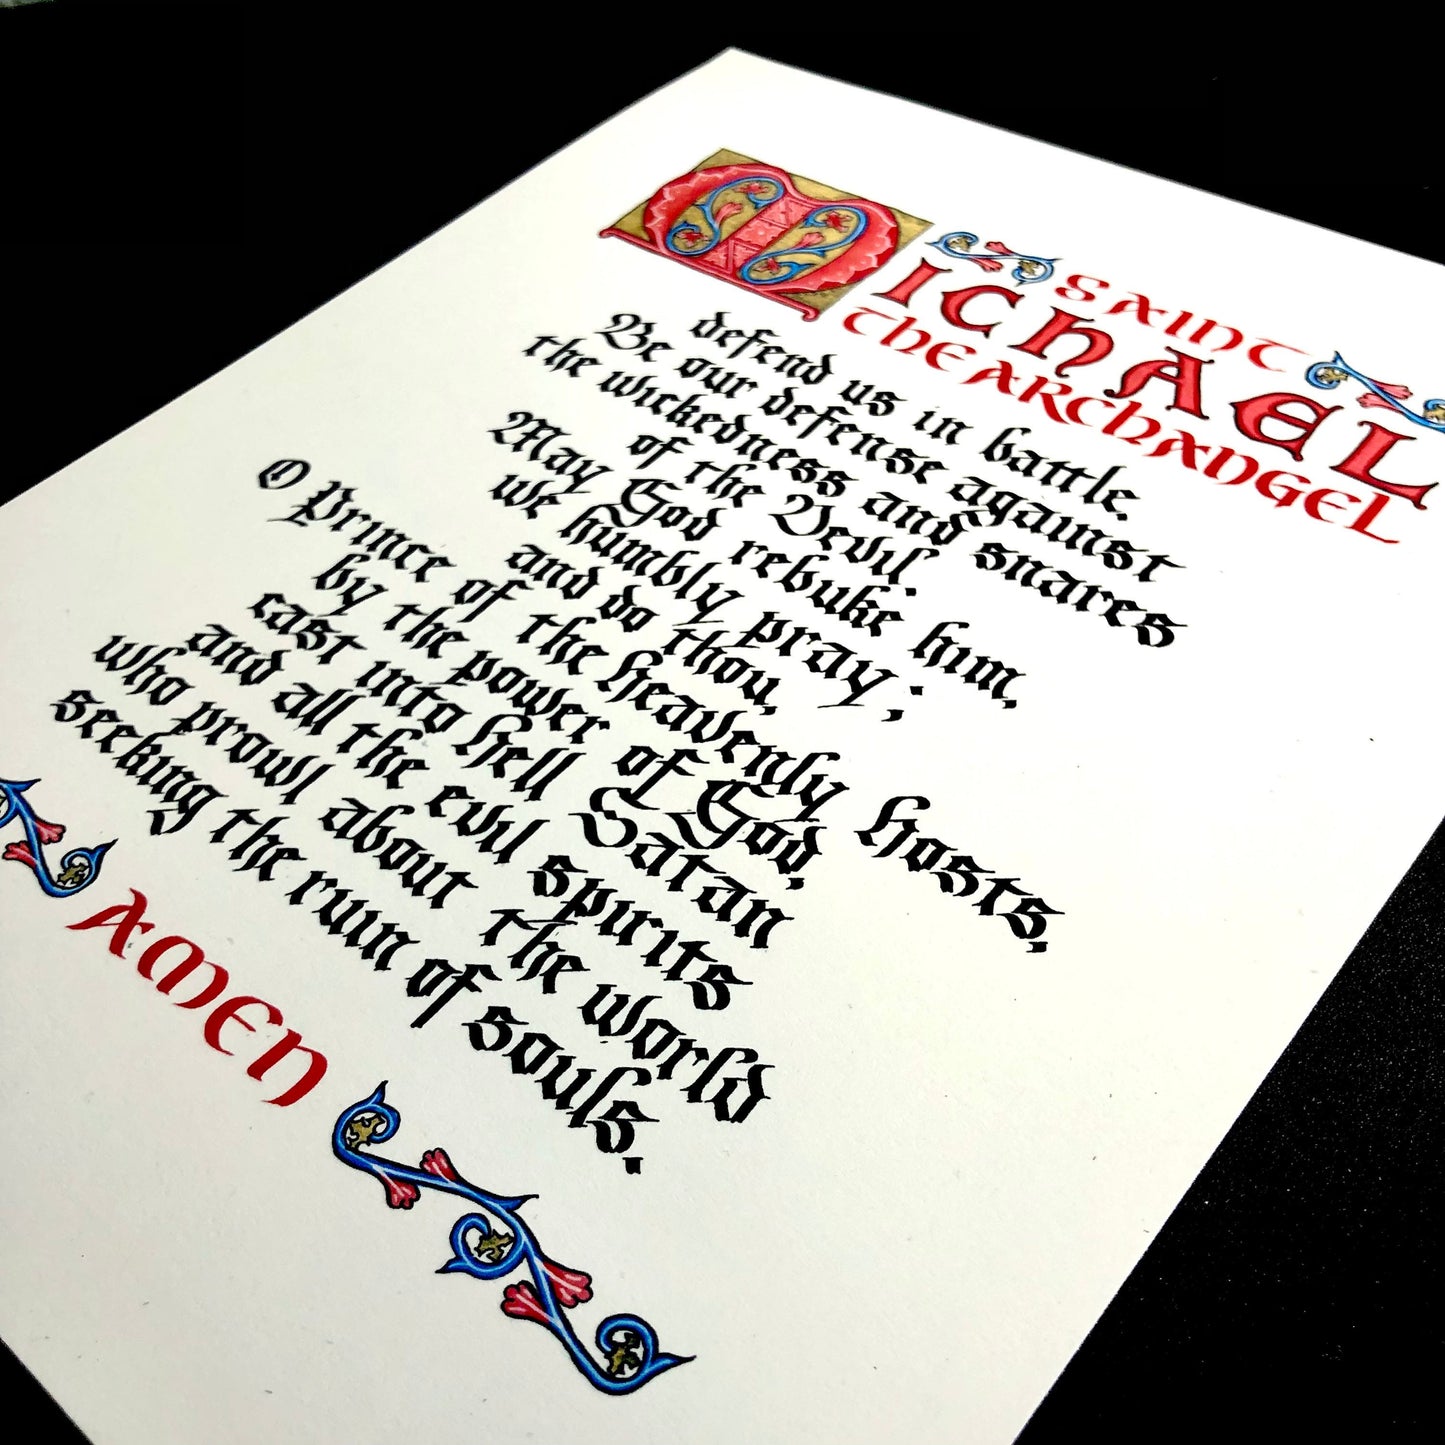 SAINT
MICHAEL
THE ARCHANGEL
defend us in battle.
Be our defense against
the wickedness and snares
of the Devil.
May God rebuke him,
we humbly pray;
and do thou,
O Prince of the heavenly hosts,
by the power of God,
cast into hell Satan
and all the evil spirits
who prowl about the world
seeking the ruin of souls.
AMEN